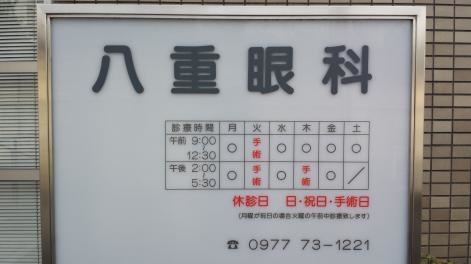 八重眼科
診療時間 月 火 水 木 金 土
午前 9:00 ~ 12:30 ○ 手術 ○ ○ ○ ○
午後 2:00 ~ 5:30 ○ 手術 ○ 手術 ○ ／
休診日 日・祝日・手術日
(月曜が祝日の場合火曜の午前中診療致します)
☎ 0977 73-1221